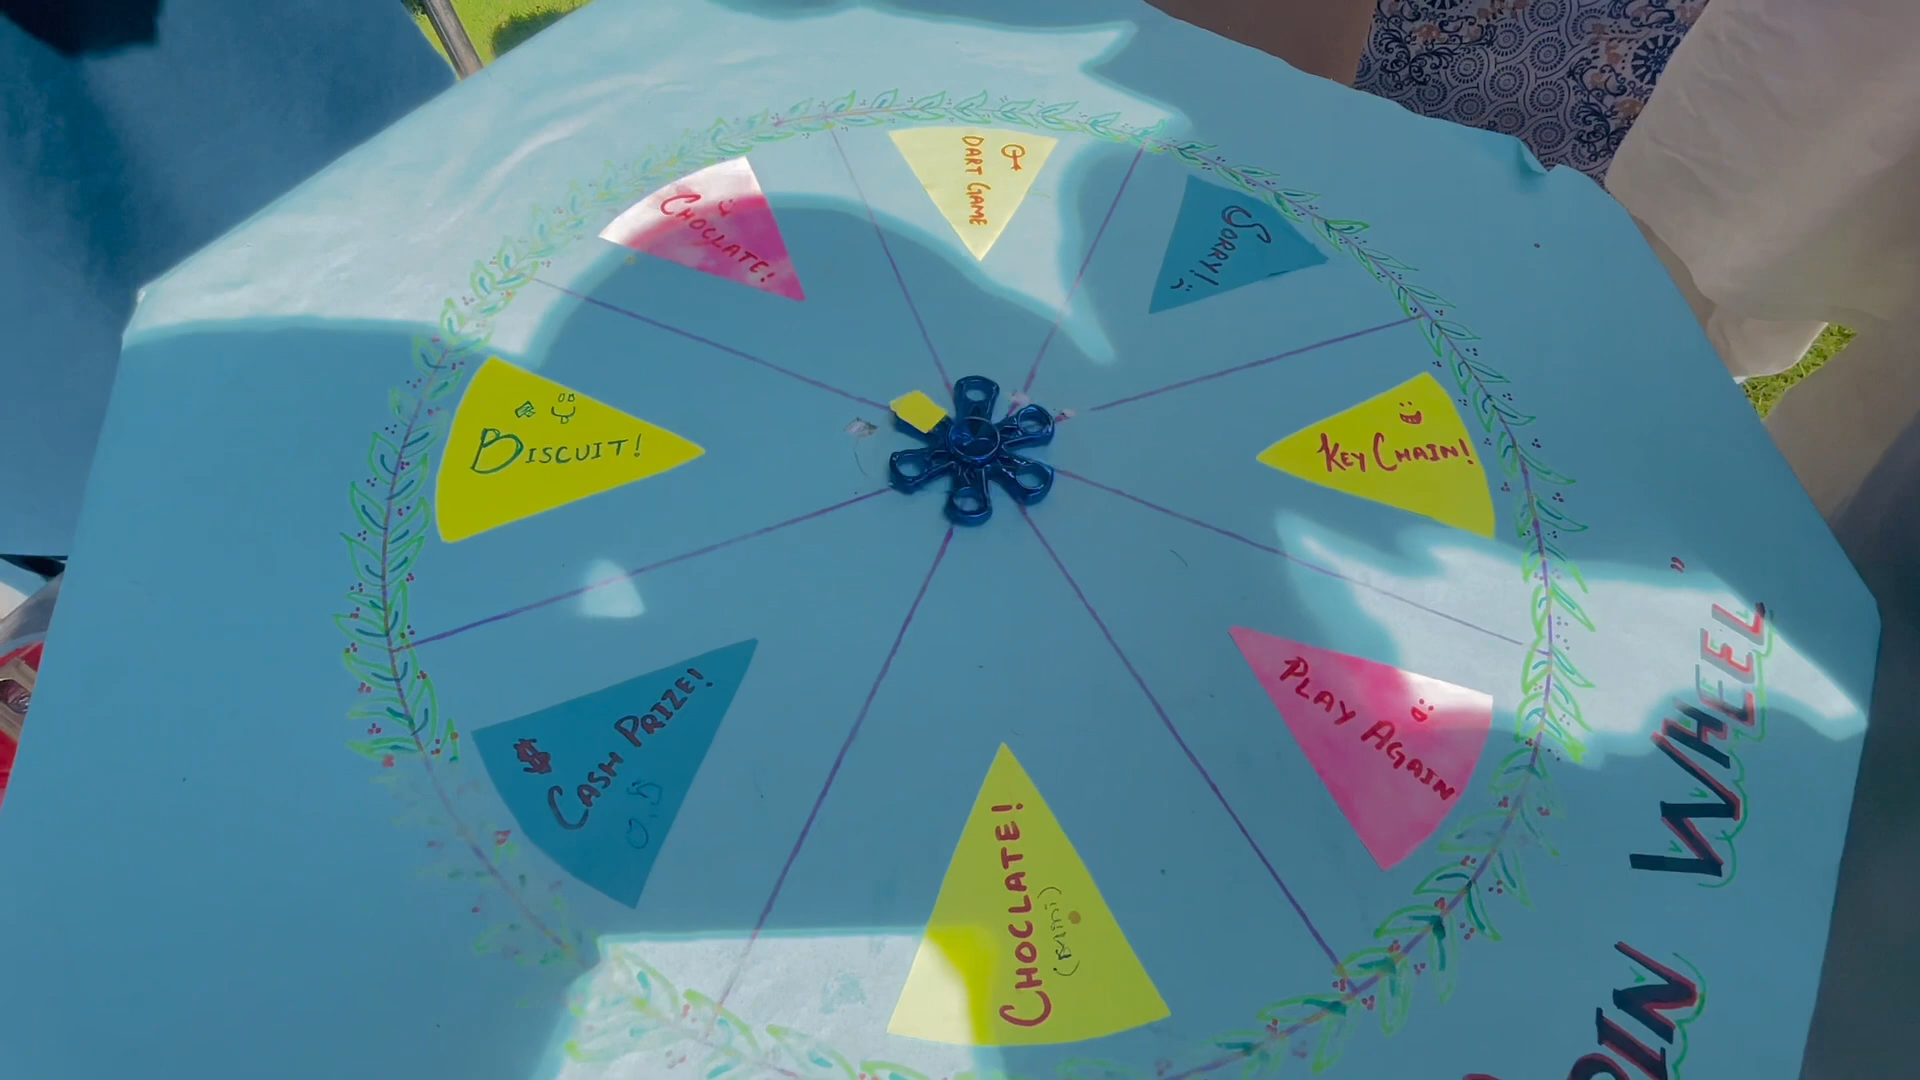 DART GAME
CHOCLATE!
SORRY!
BISCUIT!
KEY CHAIN!
$
CASH PRIZE!
PLAY AGAIN
CHOCLATE!
(Mini)
WHEEL"